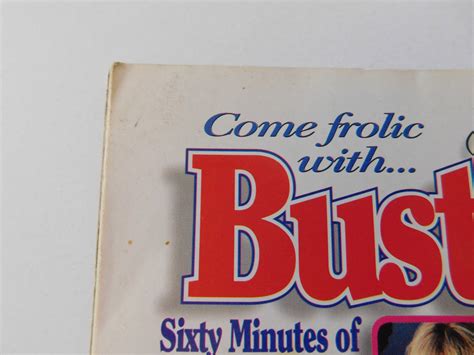 Come frolic
with...
Bust
Sixty Minutes of